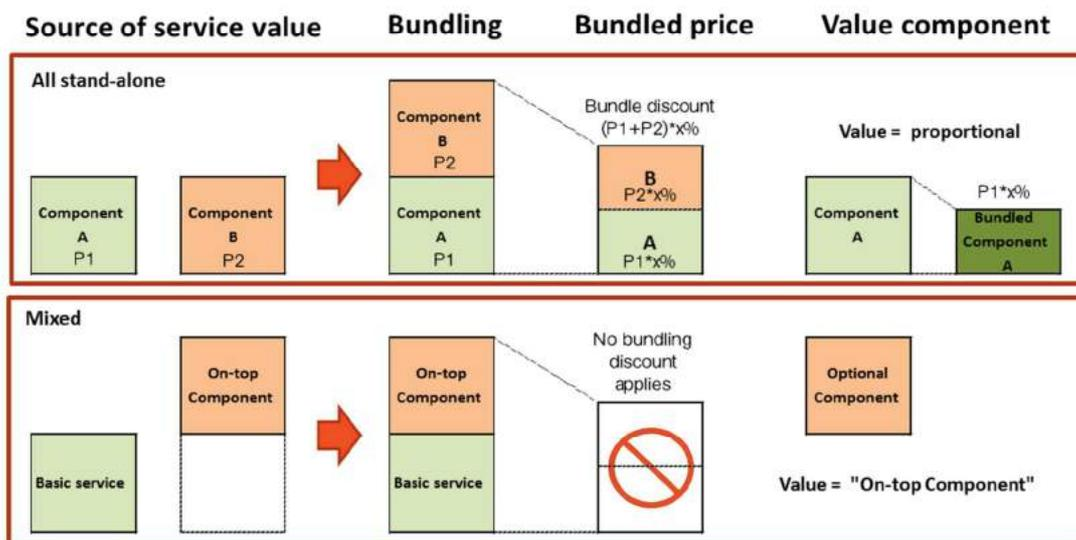 Source of service value
Bundling
Bundled price
Value component
All stand-alone
Component
A
P1
Component
B
P2
Component
B
P2
Component
A
P1
Bundle discount
(P1+P2)*x%
B
P2*x%
A
P1*x%
Value = proportional
Component
A
P1*x%
Bundled
Component
A
Mixed
Basic service
On-top
Component
On-top
Component
Basic service
No bundling
discount
applies
Optional
Component
Value = "On-top Component"